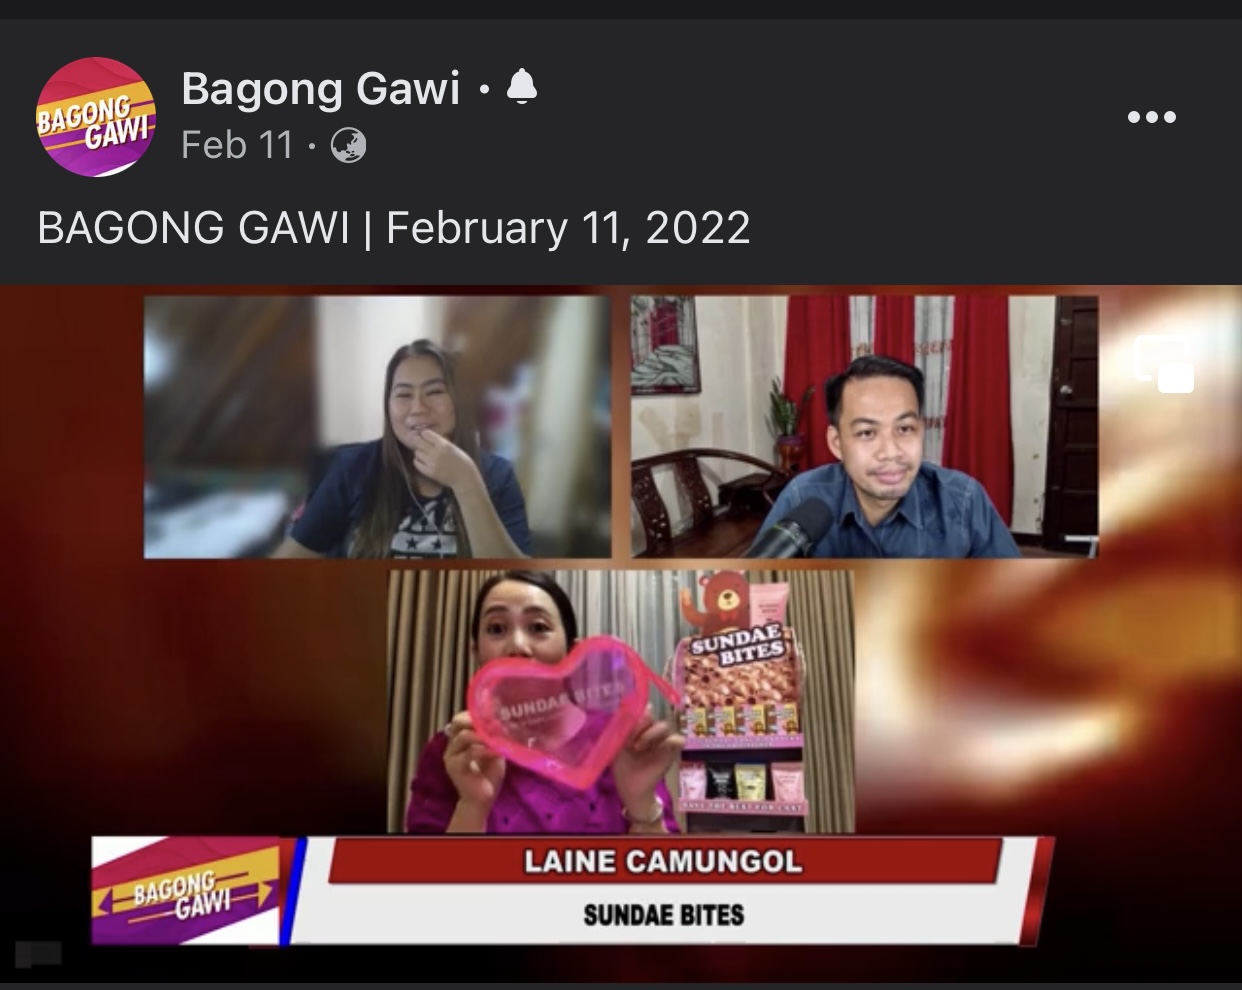 BAGONG
GAWI
Bagong Gawi ·
Feb 11 ·
BAGONG GAWI | February 11, 2022
SUNDAE
BITES
SUNDAE BITES
SAVE THE BEST FOR LAST
BAGONG
GAWI
LAINE CAMUNGOL
SUNDAE BITES